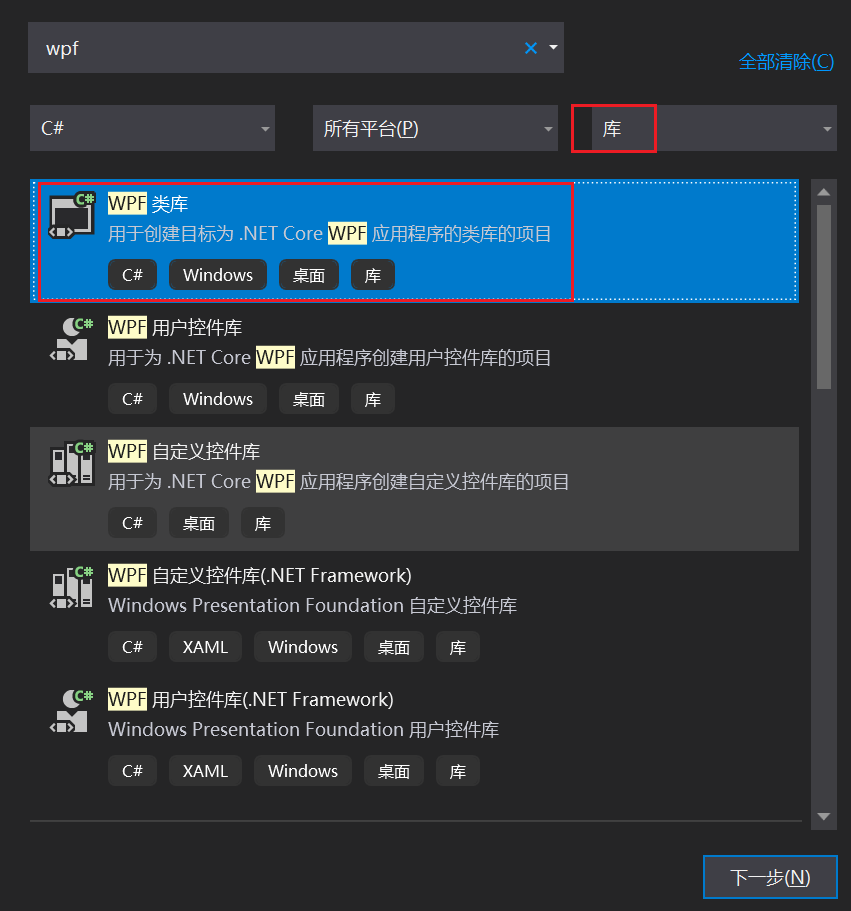 wpf
全部清除(C)
C#
所有平台(P)
库
WPF 类库
用于创建目标为 .NET Core WPF 应用程序的类库的项目
C# Windows 桌面 库
WPF 用户控件库
用于为 .NET Core WPF 应用程序创建用户控件库的项目
C# Windows 桌面 库
WPF 自定义控件库
用于为 .NET Core WPF 应用程序创建自定义控件库的项目
C# 桌面 库
WPF 自定义控件库(.NET Framework)
Windows Presentation Foundation 自定义控件库
C# XAML Windows 桌面 库
WPF 用户控件库(.NET Framework)
Windows Presentation Foundation 用户控件库
C# XAML Windows 桌面 库
下一步(N)